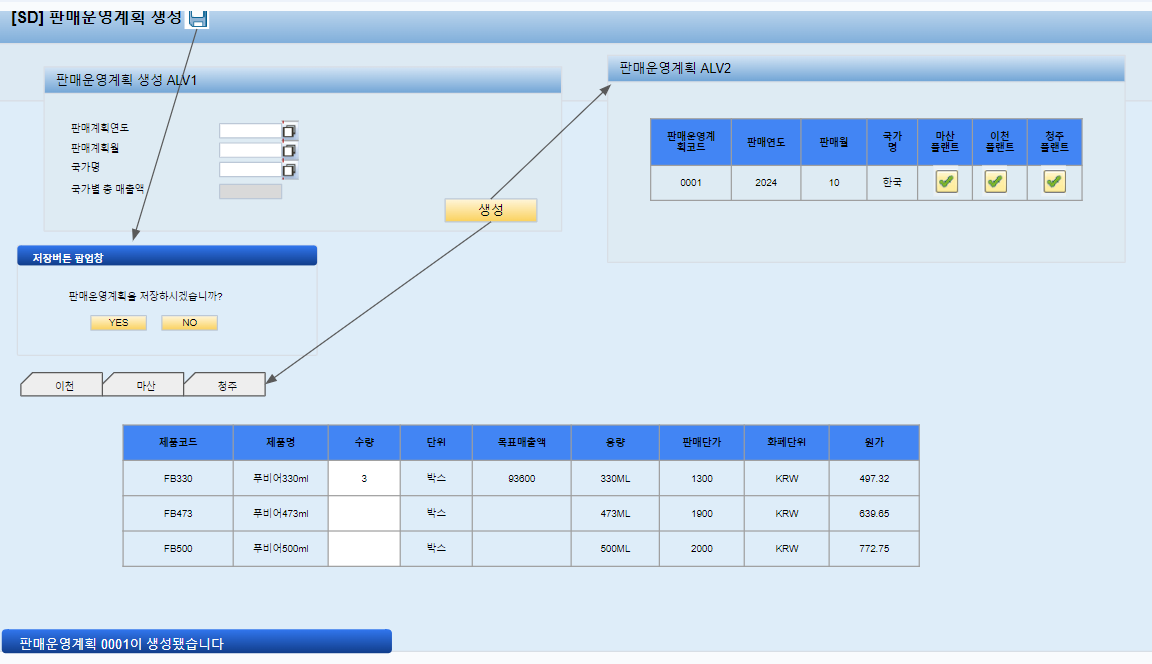 [SD] 판매운영계획 생성
판매운영계획 생성 ALV1
판매계획연도
판매계획월
국가명
국가별 총 매출액
생성
판매운영계획 ALV2
판매운영계
획코드
판매연도
판매월
국가
명
마산
플랜트
이천
플랜트
청주
플랜트
0001 2024 10 한국
저장버튼 팝업창
판매운영계획을 저장하시겠습니까?
YES NO
이천 마산 청주
제품코드 제품명 수량 단위 목표매출액 용량 판매단가 화폐단위 원가
FB330 푸비어330ml 3 박스 93600 330ML 1300 KRW 497.32
FB473 푸비어473ml 박스 473ML 1900 KRW 639.65
FB500 푸비어500ml 박스 500ML 2000 KRW 772.75
판매운영계획 0001이 생성됐습니다